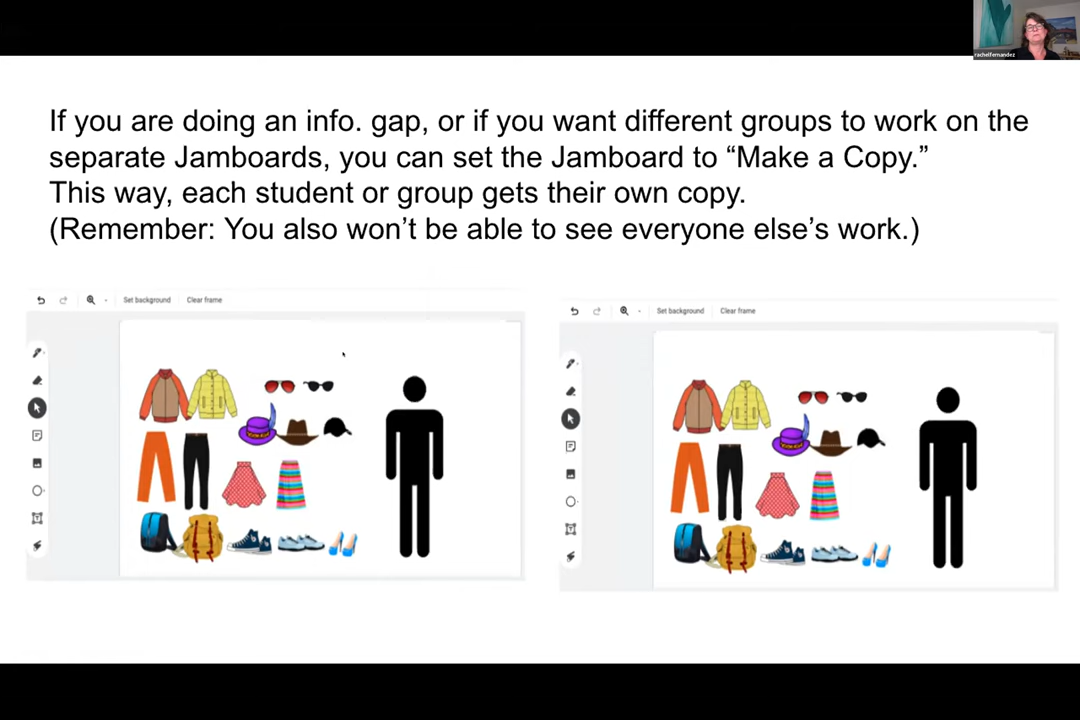 rachelfernandez
If you are doing an info. gap, or if you want different groups to work on the
separate Jamboards, you can set the Jamboard to “Make a Copy.”
This way, each student or group gets their own copy.
(Remember: You also won’t be able to see everyone else’s work.)
Set background Clear frame
Set background Clear frame